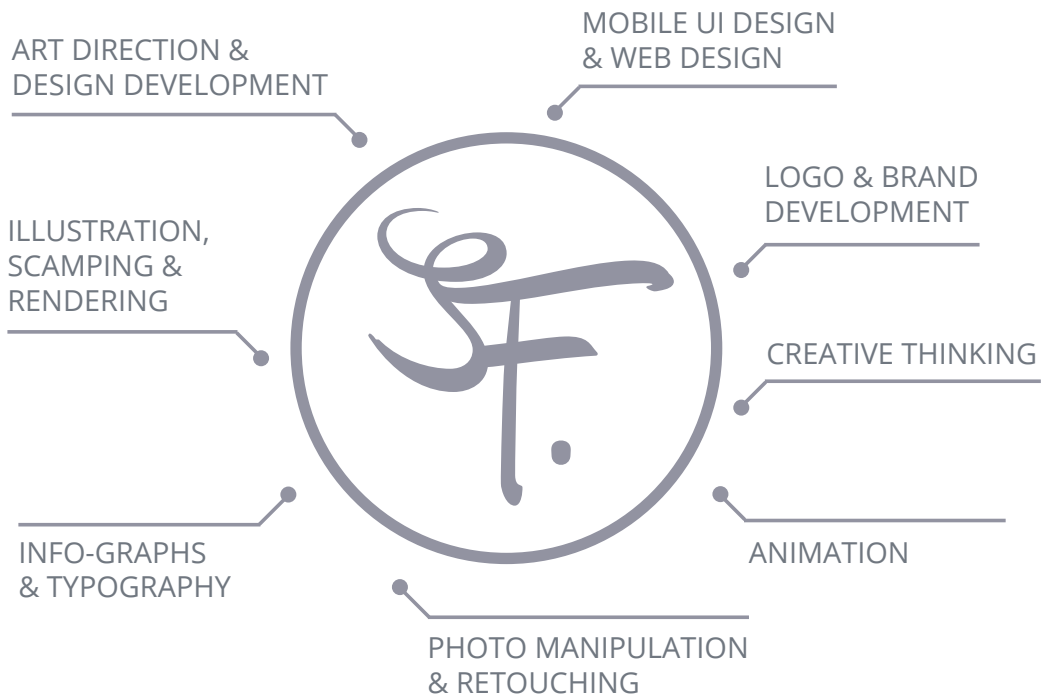 ART DIRECTION &
DESIGN DEVELOPMENT
MOBILE UI DESIGN
& WEB DESIGN
LOGO & BRAND
DEVELOPMENT
ILLUSTRATION,
SCAMPING &
RENDERING
CREATIVE THINKING
INFO-GRAPHS
& TYPOGRAPHY
ANIMATION
PHOTO MANIPULATION
& RETOUCHING